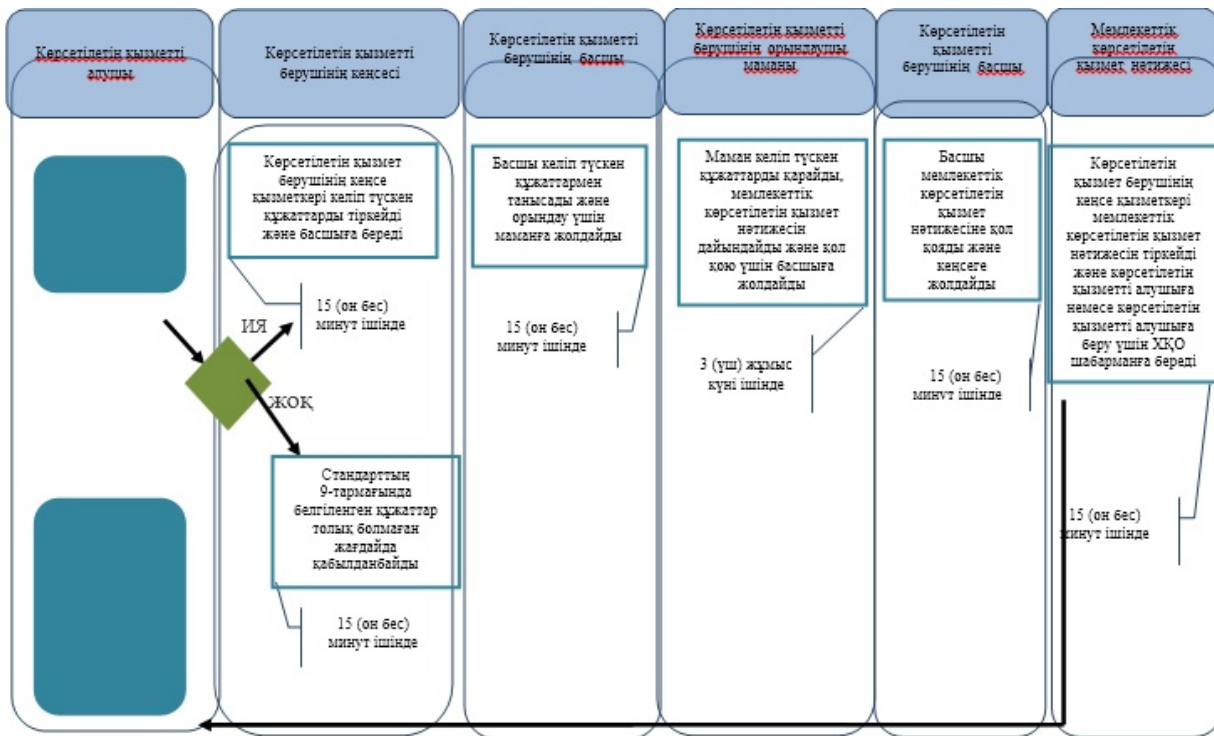 Көрсетілетін қызметті
алушы
Көрсетілетін қызметті
берушінің кеңсесі
Көрсетілетін қызметті
берушінің басшы
Көрсетілетін қызметті
берушінің орындаушы
маманы
Көрсетілетін
қызметті
берушінің басшы
Мемлекеттік
көрсетілетін
қызмет нәтижесі
Көрсетілетін қызмет
берушінің кеңсе
қызметкері келіп түскен
құжаттарды тіркейді
және басшыға береді
15 (он бес)
минут ішінде
ИЯ
ЖОҚ
Стандарттың
9-тармағында
белгіленген құжаттар
толық болмаған
жағдайда
қабылданбайды
15 (он бес)
минут ішінде
Басшы келіп түскен
құжаттармен
танысады және
орындау үшін
маманға жолдайды
15 (он бес)
минут ішінде
Маман келіп түскен
құжаттарды қарайды,
мемлекеттік
көрсетілетін қызмет
нәтижесін
дайындайды және қол
қою үшін басшыға
жолдайды
3 (үш) жұмыс
күні ішінде
Басшы
мемлекеттік
көрсетілетін
қызмет
нәтижесіне қол
қояды және
кеңсеге
жолдайды
15 (он бес)
минут ішінде
Көрсетілетін
қызмет берушінің
кеңсе қызметкері
мемлекеттік
көрсетілетін қызмет
нәтижесін тіркейді
және көрсетілетін
қызметті алушыға
немесе көрсетілетін
қызметті алушыға
беру үшін ХҚО
шабарманға береді
15 (он бес)
минут ішінде